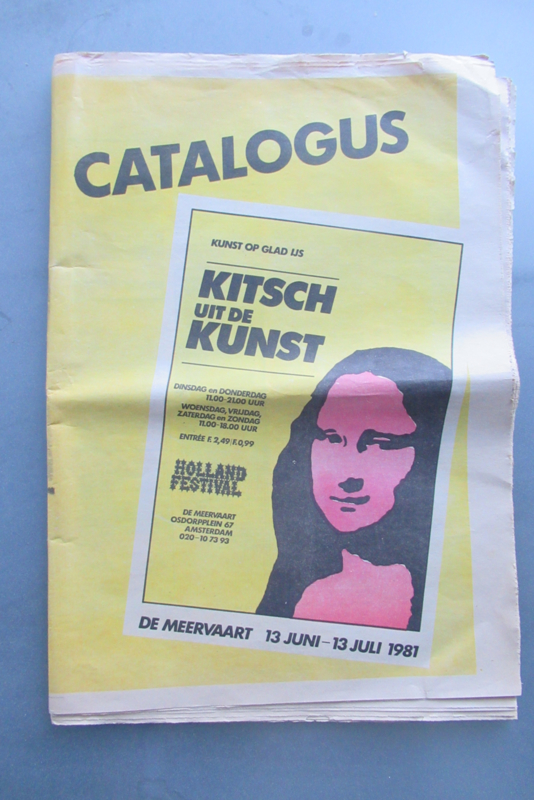 CATALOGUS
KUNST OP GLAD IJS
KITSCH
UIT DE
KUNST
DINSDAG en DONDERDAG
11.00-21.00 UUR
WOENSDAG, VRIJDAG,
ZATERDAG en ZONDAG
11.00-18.00 UUR
ENTRÉE F. 2,49/F.0,99
HOLLAND
FESTIVAL
DE MEERVAART
OSDORPPLEIN 67
AMSTERDAM
020-10 73 93
DE MEERVAART 13 JUNI-13 JULI 1981